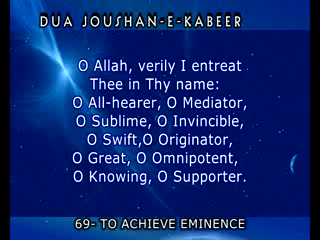 DUA JOUSHAN-E-KABEER
O Allah, verily I entreat
Thee in Thy name:
O All-hearer, O Mediator,
O Sublime, O Invincible,
O Swift,O Originator,
O Great, O Omnipotent,
O Knowing, O Supporter.
69- TO ACHIEVE EMINENCE